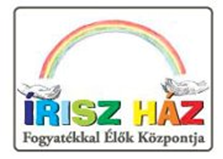 ÍRISZ HÁZ
Fogyatékkal Élők Központja